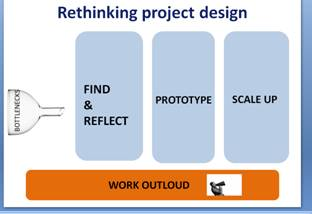 Rethinking project design
BOTTLENECKS
FIND
&
REFLECT
PROTOTYPE
SCALE UP
WORK OUTLOUD